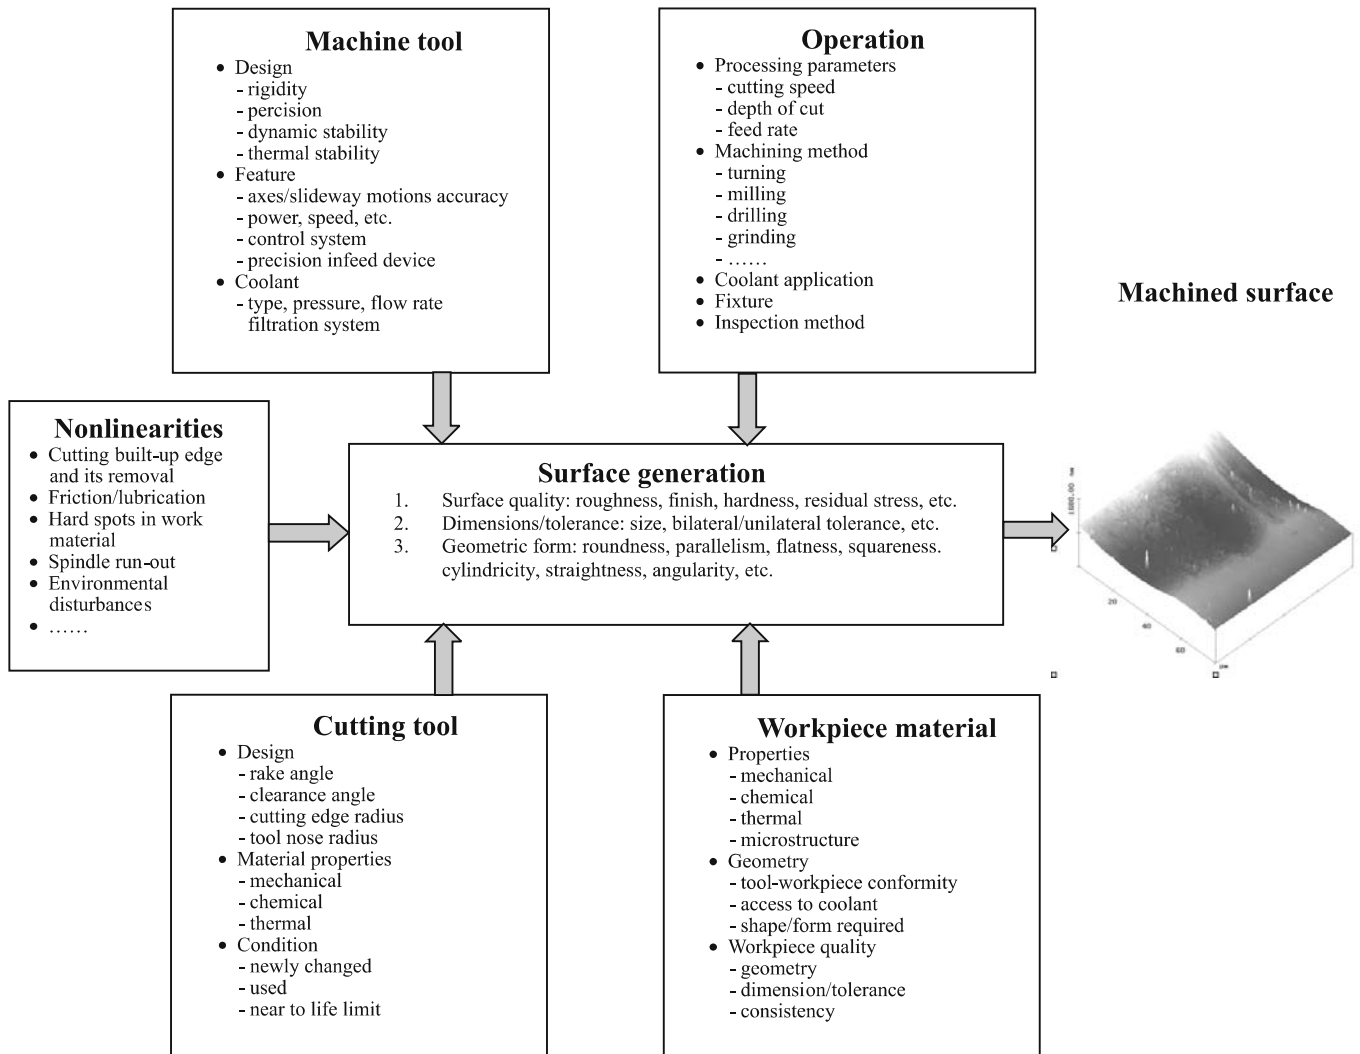 Machine tool
• Design
- rigidity
- percision
- dynamic stability
- thermal stability
• Feature
- axes/slideway motions accuracy
- power, speed, etc.
- control system
- precision infeed device
• Coolant
- type, pressure, flow rate
filtration system
Operation
• Processing parameters
- cutting speed
- depth of cut
- feed rate
• Machining method
- turning
- milling
- drilling
- grinding
- ......
• Coolant application
• Fixture
• Inspection method
Machined surface
Nonlinearities
• Cutting built-up edge
and its removal
• Friction/lubrication
• Hard spots in work
material
• Spindle run-out
• Environmental
disturbances
• ......
Surface generation
1. Surface quality: roughness, finish, hardness, residual stress, etc.
2. Dimensions/tolerance: size, bilateral/unilateral tolerance, etc.
3. Geometric form: roundness, parallelism, flatness, squareness.
cylindricity, straightness, angularity, etc.
1000.00 nm
20
40
60
µm
Cutting tool
• Design
- rake angle
- clearance angle
- cutting edge radius
- tool nose radius
• Material properties
- mechanical
- chemical
- thermal
• Condition
- newly changed
- used
- near to life limit
Workpiece material
• Properties
- mechanical
- chemical
- thermal
- microstructure
• Geometry
- tool-workpiece conformity
- access to coolant
- shape/form required
• Workpiece quality
- geometry
- dimension/tolerance
- consistency